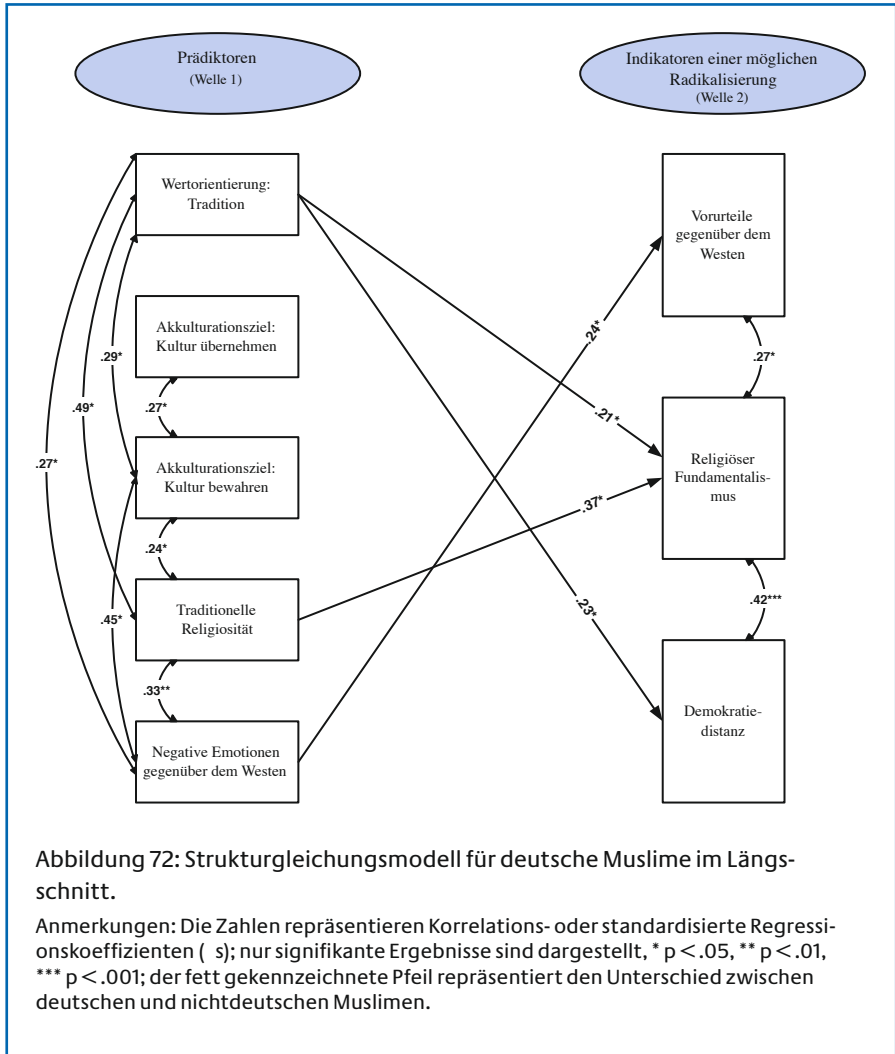 Prädiktoren
(Welle 1)
Indikatoren einer möglichen
Radikalisierung
(Welle 2)
Wertorientierung:
Tradition
Akkulturationsziel:
Kultur übernehmen
Akkulturationsziel:
Kultur bewahren
Traditionelle
Religiosität
Negative Emotionen
gegenüber dem Westen
Vorurteile
gegenüber dem
Westen
Religiöser
Fundamentalis-
mus
Demokratie-
distanz
.27*
.49*
.29*
.45*
.27*
.24*
.33**
.24*
.21*
.37*
.23*
.27*
.42***
Abbildung 72: Strukturgleichungsmodell für deutsche Muslime im Längs-
schnitt.
Anmerkungen: Die Zahlen repräsentieren Korrelations- oder standardisierte Regressi-
onskoeffizienten ( s); nur signifikante Ergebnisse sind dargestellt, * p < .05, ** p < .01,
*** p < .001; der fett gekennzeichnete Pfeil repräsentiert den Unterschied zwischen
deutschen und nichtdeutschen Muslimen.